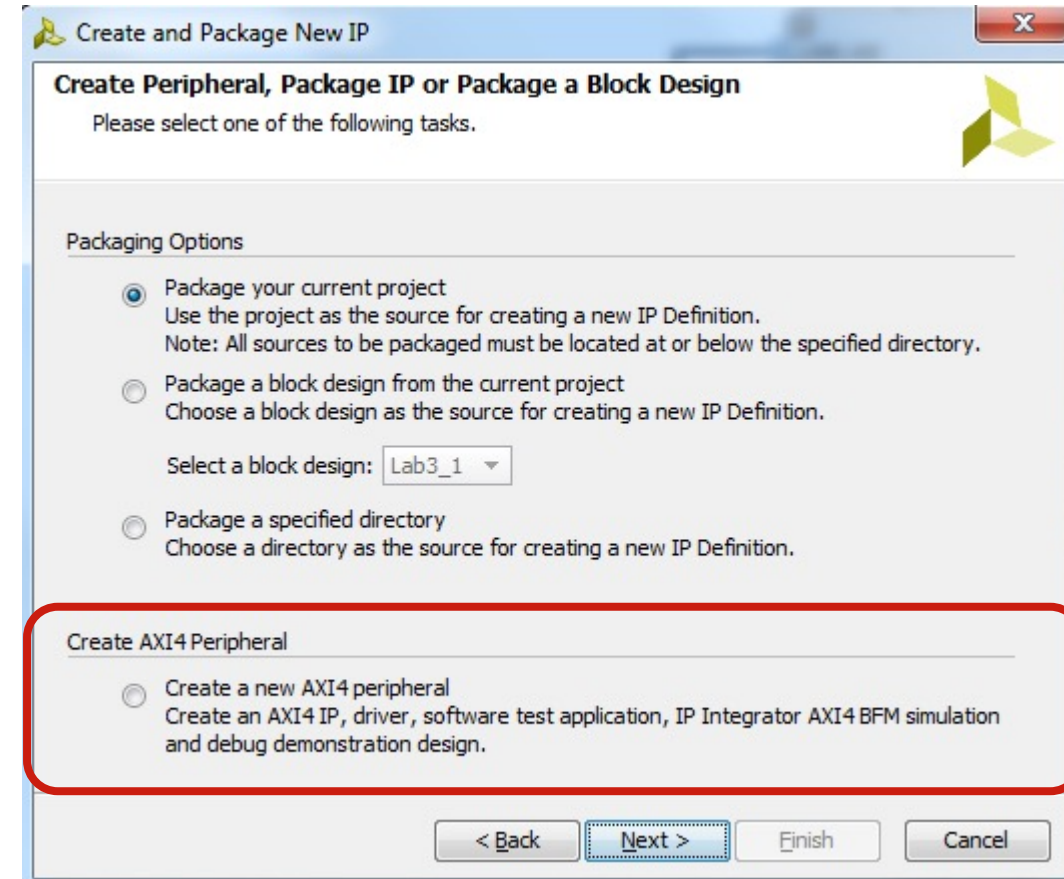 Create and Package New IP
Create Peripheral, Package IP or Package a Block Design
Please select one of the following tasks.
Packaging Options
Package your current project
Use the project as the source for creating a new IP Definition.
Note: All sources to be packaged must be located at or below the specified directory.
Package a block design from the current project
Choose a block design as the source for creating a new IP Definition.
Select a block design: Lab3_1
Package a specified directory
Choose a directory as the source for creating a new IP Definition.
Create AXI4 Peripheral
Create a new AXI4 peripheral
Create an AXI4 IP, driver, software test application, IP Integrator AXI4 BFM simulation
and debug demonstration design.
< Back Next > Finish Cancel